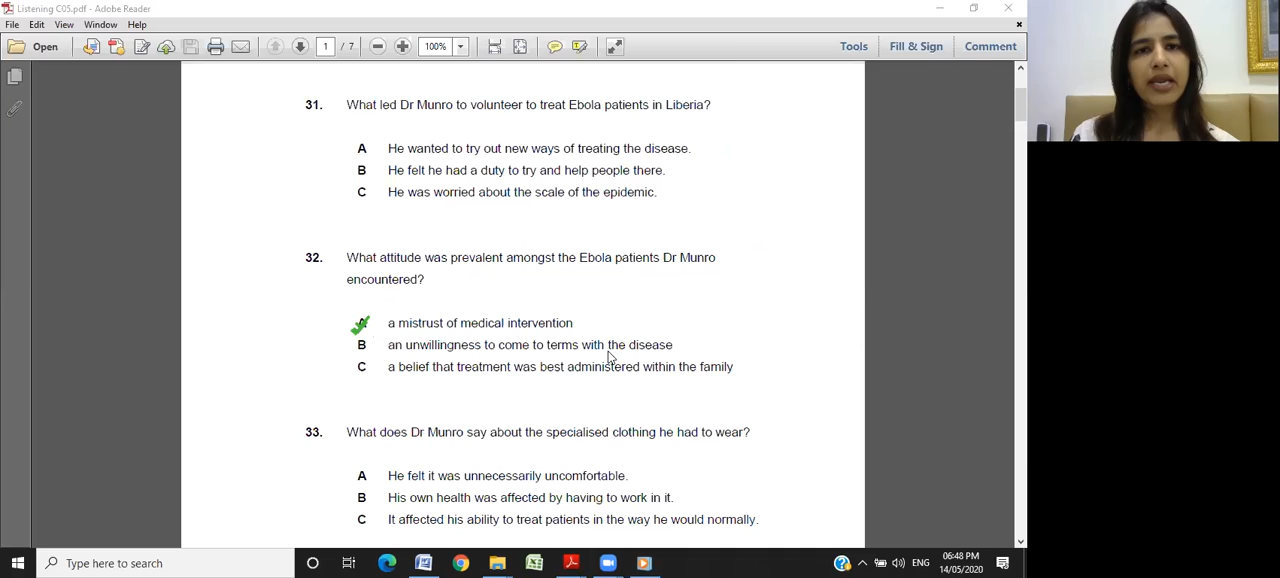 Listening C05.pdf - Adobe Reader
File Edit View Window Help
Open 1 / 7 100% Tools Fill & Sign Comment
31. What led Dr Munro to volunteer to treat Ebola patients in Liberia?
A He wanted to try out new ways of treating the disease.
B He felt he had a duty to try and help people there.
C He was worried about the scale of the epidemic.
32. What attitude was prevalent amongst the Ebola patients Dr Munro
encountered?
A a mistrust of medical intervention
B an unwillingness to come to terms with the disease
C a belief that treatment was best administered within the family
33. What does Dr Munro say about the specialised clothing he had to wear?
A He felt it was unnecessarily uncomfortable.
B His own health was affected by having to work in it.
C It affected his ability to treat patients in the way he would normally.
Type here to search
ENG
06:48 PM
14/05/2020